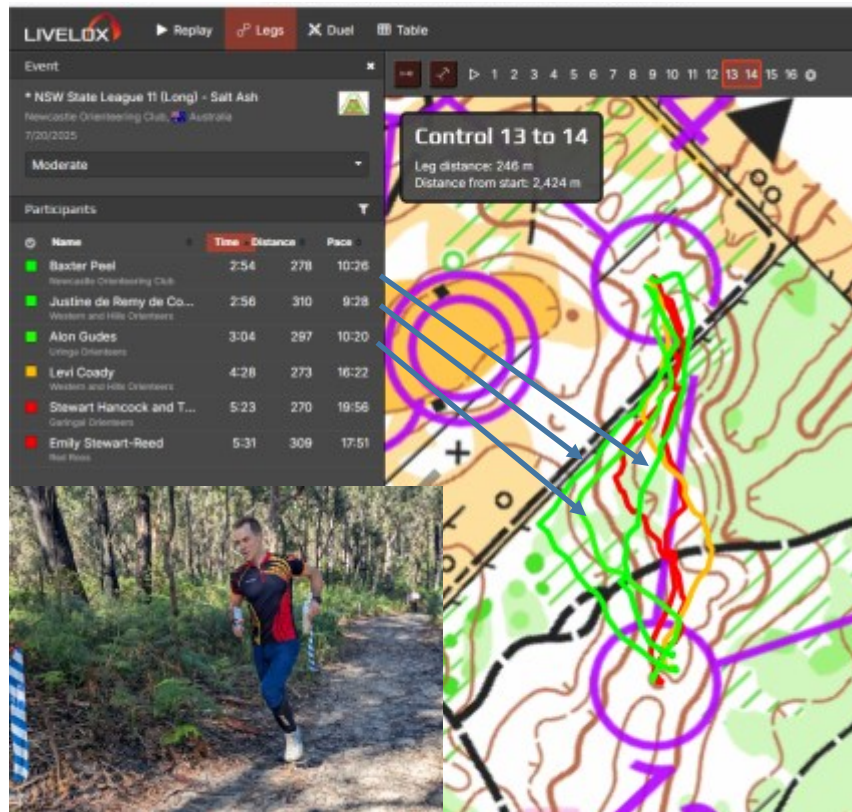 LIVELOX
Replay Legs Duel Table
Event
* NSW State League 11 (Long) - Salt Ash
Newcastle Orienteering Club, Australia
7/20/2025
Moderate
Participants
Name Time Distance Pace
Baxter Peel 2:54 278 10:26
Newcastle Orienteering Club
Justine de Remy de Co... 2:56 310 9:28
Western and Hills Orienteers
Alon Gudes 3:04 297 10:20
Uringa Orienteers
Levi Coady 4:28 273 16:22
Western and Hills Orienteers
Stewart Hancock and T... 5:23 270 19:56
Garingal Orienteers
Emily Stewart-Reed 5:31 309 17:51
Red Roos
1 2 3 4 5 6 7 8 9 10 11 12 13 14 15 16
Control 13 to 14
Leg distance: 246 m
Distance from start: 2,424 m